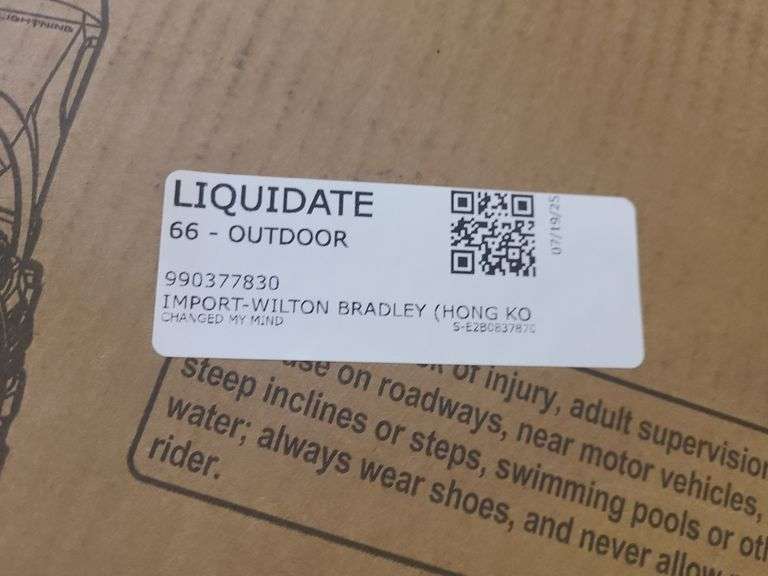 LIGHTNING
LIQUIDATE
07/19/25
66 - OUTDOOR
990377830
IMPORT-WILTON BRADLEY (HONG KO
CHANGED MY MIND
of injury, adult supervision
use on roadways, near motor vehicles,
steep inclines or steps, swimming pools or oth
water; always wear shoes, and never allow
rider.